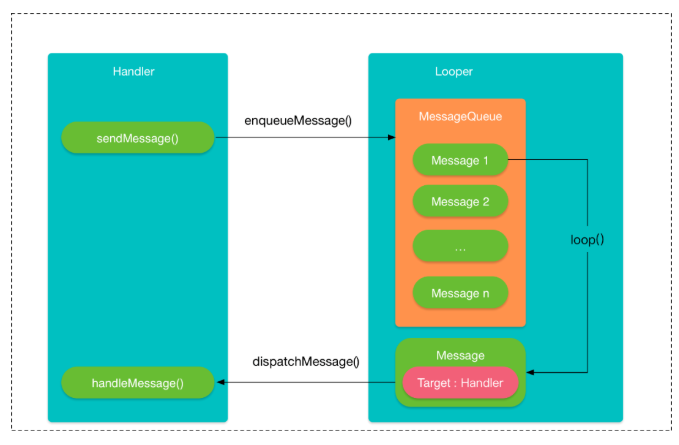 Handler
Looper
enqueueMessage()
MessageQueue
sendMessage()
Message 1
Message 2
...
loop()
Message n
Message
dispatchMessage()
handleMessage()
Target : Handler